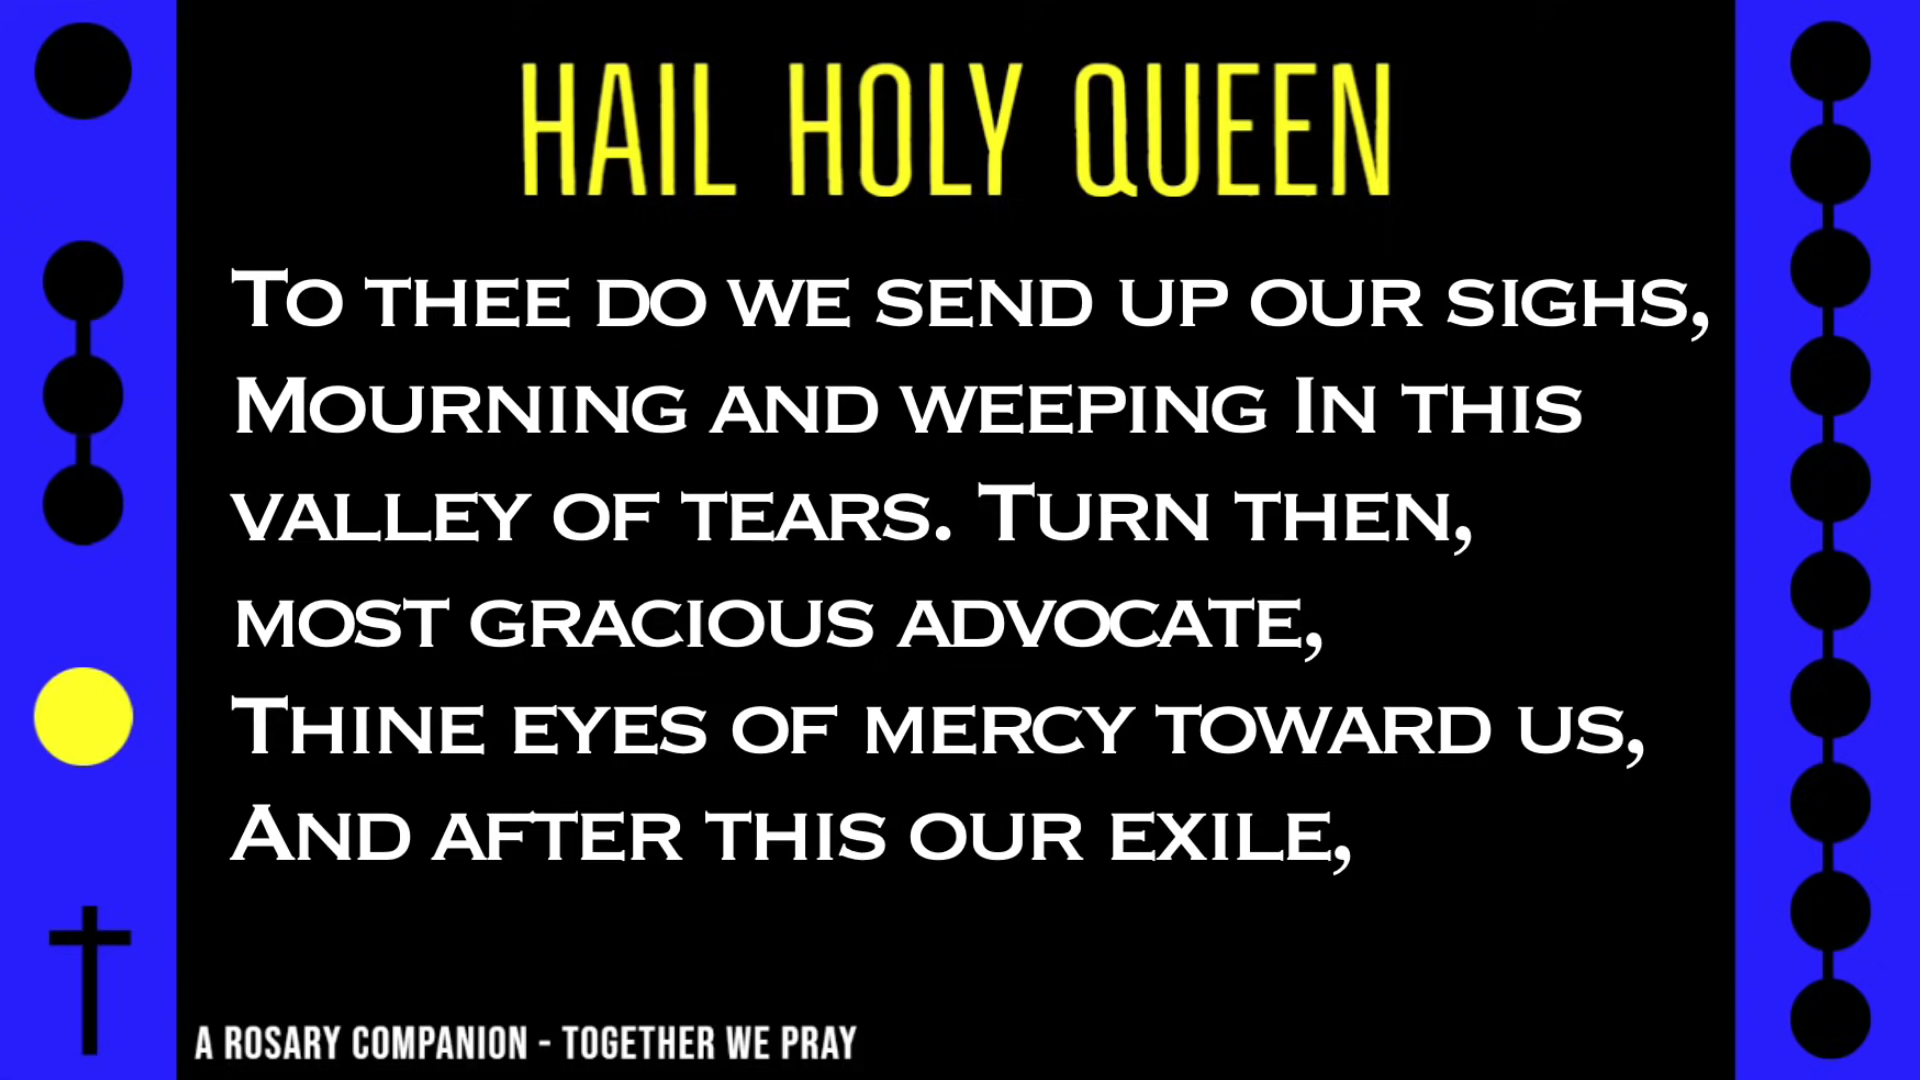 HAIL HOLY QUEEN
To thee do we send up our sighs,
Mourning and weeping In this
valley of tears. Turn then,
most gracious advocate,
Thine eyes of mercy toward us,
And after this our exile,
A ROSARY COMPANION - TOGETHER WE PRAY